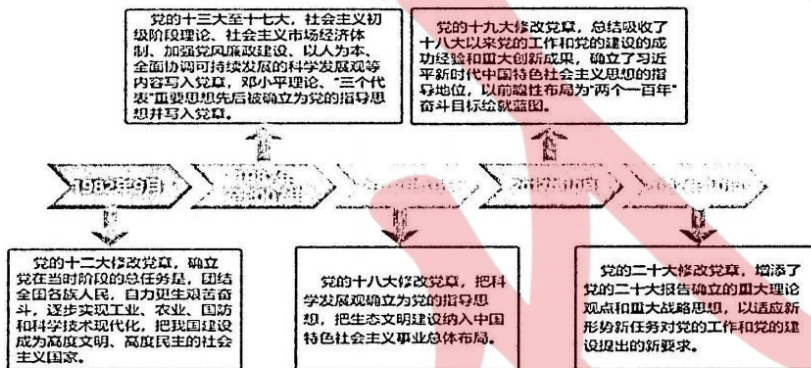 党的十三大至十七大，社会主义初
级阶段理论、社会主义市场经济体
制、加强党风廉政建设、以人为本、
全面协调可持续发展的科学发展观等
内容写入党章，邓小平理论、“三个代
表”重要思想先后被确立为党的指导思
想并写入党章。
党的十九大修改党章，总结吸收了
十八大以来党的工作和党的建设的成
功经验和重大创新成果，确立了习近
平新时代中国特色社会主义思想的指
导地位，以前瞻性布局为“两个一百年”
奋斗目标绘就蓝图。
1982年9月
2017年10月
党的十二大修改党章，确立
党在当时阶段的总任务是，团结
全国各族人民，自力更生艰苦奋
斗，逐步实现工业、农业、国防
和科学技术现代化，把我国建设
成为高度文明、高度民主的社会
主义国家。
党的十八大修改党章，把科
学发展观确立为党的指导思
想，把生态文明建设纳入中国
特色社会主义事业总体布局。
党的二十大修改党章，增添了
党的二十大报告确立的重大理论
观点和重大战略思想，以适应新
形势新任务对党的工作和党的建
设提出的新要求。